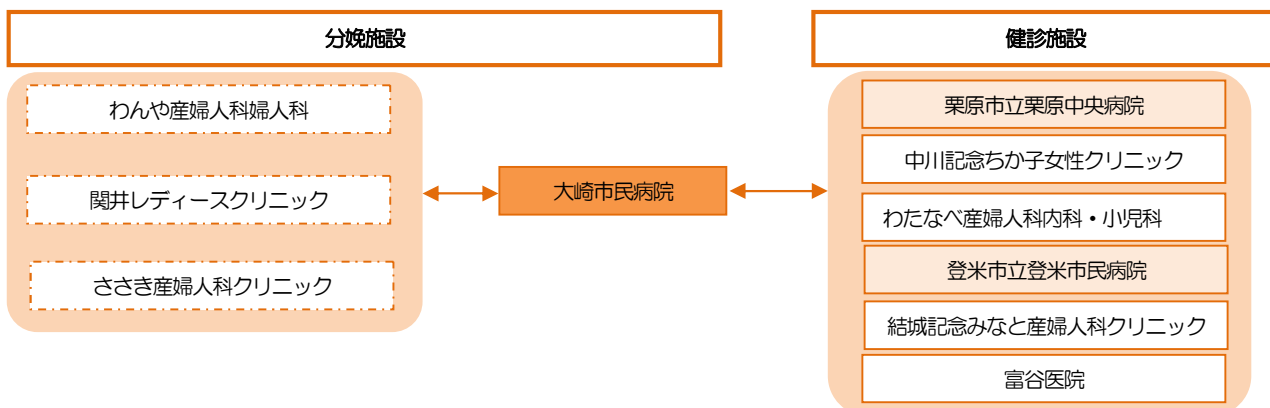 分娩施設
健診施設
わんや産婦人科婦人科
関井レディースクリニック
ささき産婦人科クリニック
大崎市民病院
栗原市立栗原中央病院
中川記念ちか子女性クリニック
わたなべ産婦人科内科・小児科
登米市立登米市民病院
結城記念みなと産婦人科クリニック
富谷医院